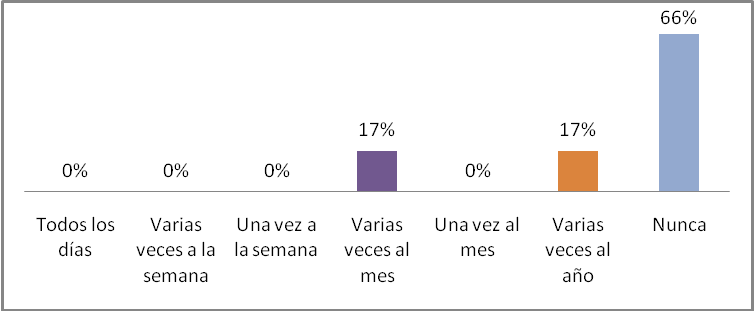 66%
17%
17%
0%
0%
0%
0%
Todos los
días
Varias
veces a la
semana
Una vez a
la semana
Varias
veces al
mes
Una vez al
mes
Varias
veces al
año
Nunca